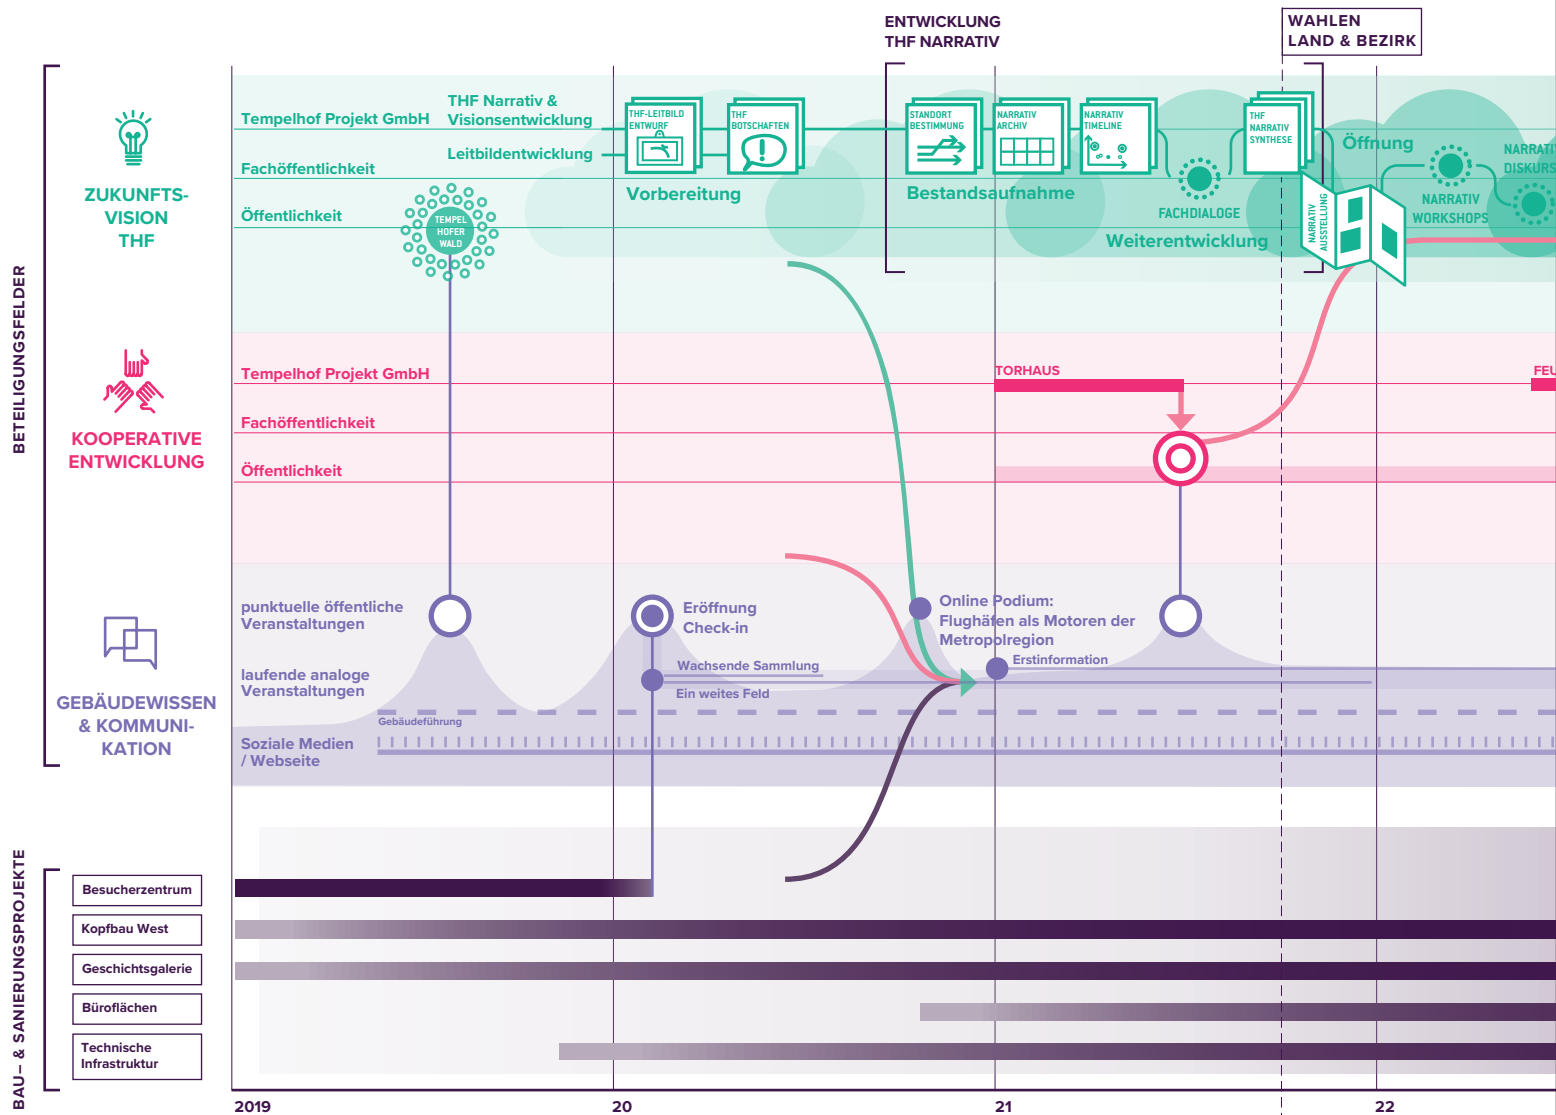 ENTWICKLUNG
THF NARRATIV
WAHLEN
LAND & BEZIRK
BETEILIGUNGSFELDER
ZUKUNFTS-
VISION
THF
Tempelhof Projekt GmbH
Fachöffentlichkeit
Öffentlichkeit
THF Narrativ &
Visionsentwicklung
Leitbildentwicklung
TEMPEL
HOFER
WALD
THF-LEITBILD
ENTWURF
THF
BOTSCHAFTEN
Vorbereitung
STANDORT
BESTIMMUNG
NARRATIV
ARCHIV
NARRATIV
TIMELINE
Bestandsaufnahme
FACHDIALOGE
Weiterentwicklung
THF
NARRATIV
SYNTHESE
NARRATIV
AUSSTELLUNG
Öffnung
NARRATIV
WORKSHOPS
NARRATIV
DISKURS
KOOPERATIVE
ENTWICKLUNG
Tempelhof Projekt GmbH
Fachöffentlichkeit
Öffentlichkeit
TORHAUS
FEU
GEBÄUDEWISSEN
& KOMMUNI-
KATION
punktuelle öffentliche
Veranstaltungen
laufende analoge
Veranstaltungen
Gebäudeführung
Soziale Medien
/ Webseite
Eröffnung
Check-in
Wachsende Sammlung
Ein weites Feld
Online Podium:
Flughäfen als Motoren der
Metropolregion
Erstinformation
BAU– & SANIERUNGSPROJEKTE
Besucherzentrum
Kopfbau West
Geschichtsgalerie
Büroflächen
Technische
Infrastruktur
2019
20
21
22